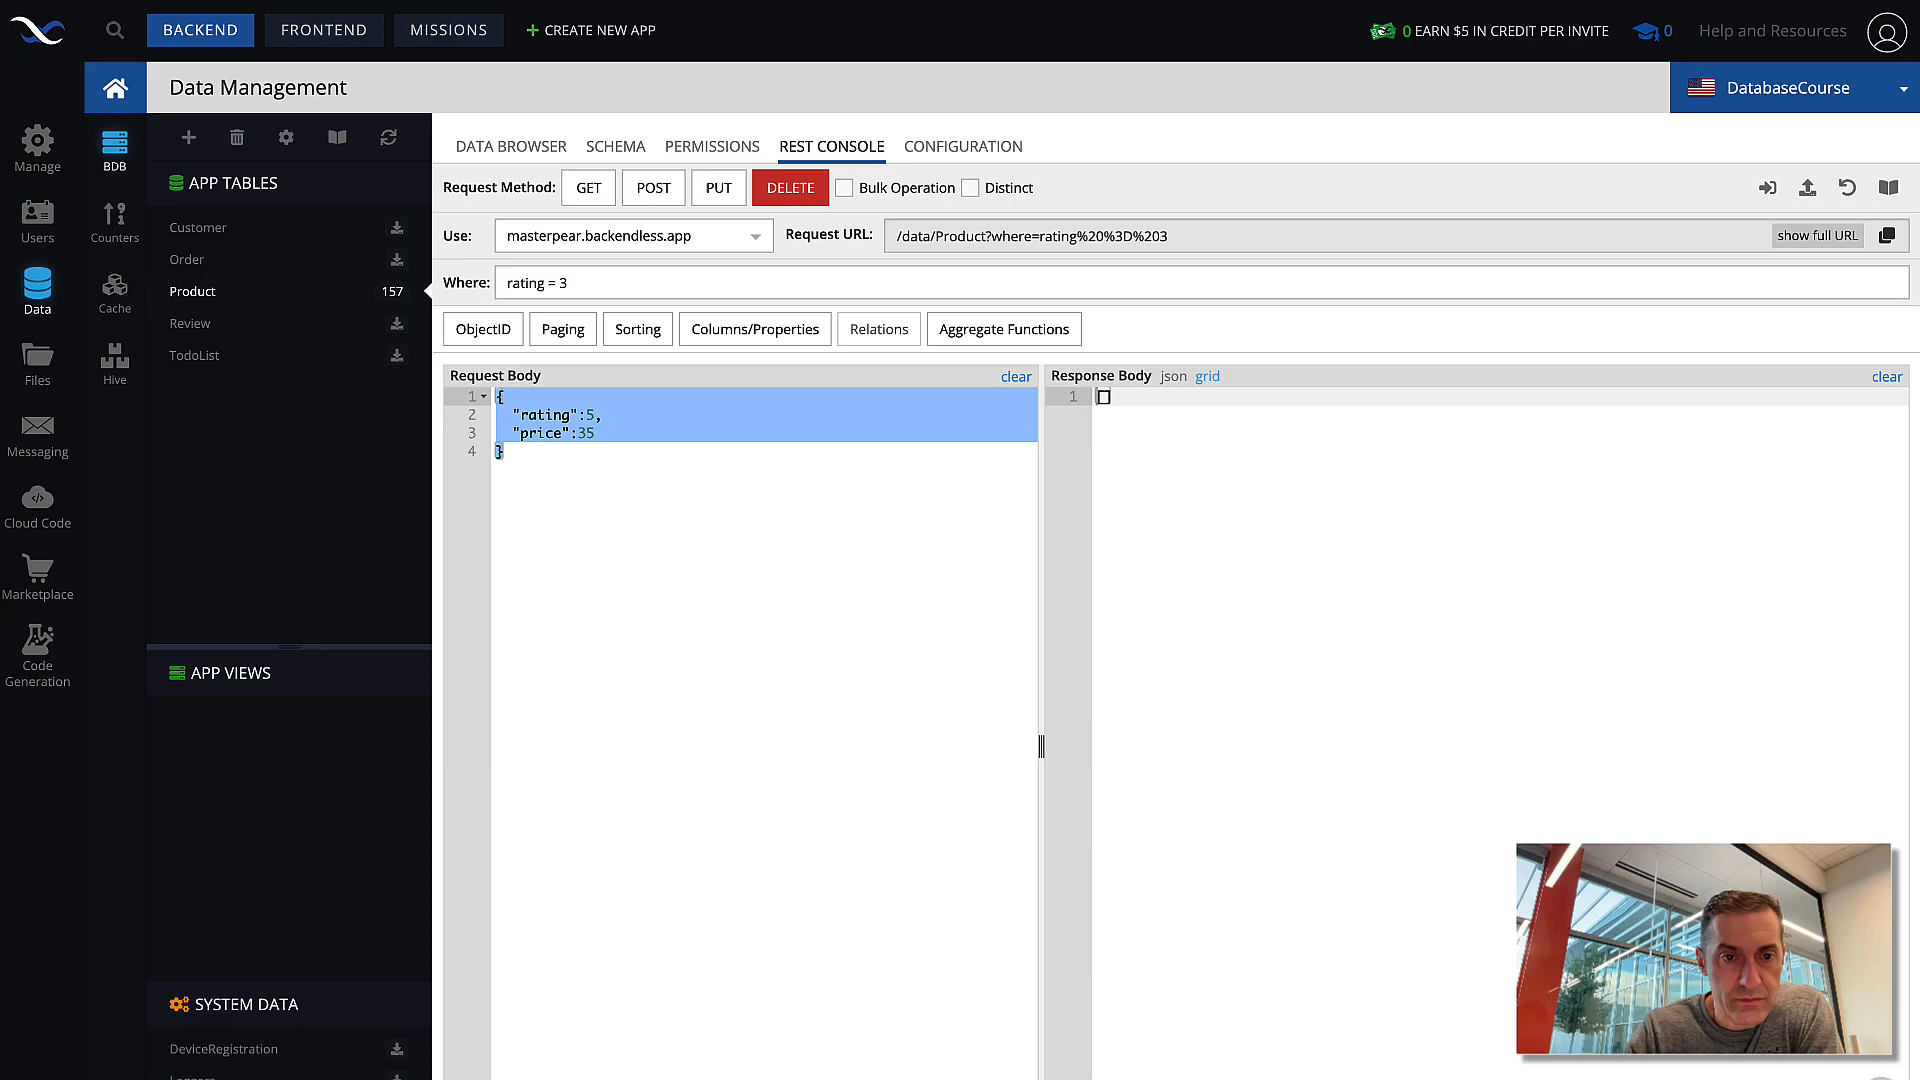 BACKEND FRONTEND MISSIONS + CREATE NEW APP 0 EARN $5 IN CREDIT PER INVITE 0 Help and Resources
Data Management DatabaseCourse
Manage
Users
Data
Files
Messaging
Cloud Code
Marketplace
Code
Generation
BDB
Counters
Cache
Hive
APP TABLES
Customer
Order
Product 157
Review
TodoList
APP VIEWS
SYSTEM DATA
DeviceRegistration
DATA BROWSER SCHEMA PERMISSIONS REST CONSOLE CONFIGURATION
Request Method: GET POST PUT DELETE Bulk Operation Distinct
Use: masterpear.backendless.app Request URL: /data/Product?where=rating%20%3D%203 show full URL
Where: rating = 3
ObjectID Paging Sorting Columns/Properties Relations Aggregate Functions
Request Body clear
1 {
2 "rating":5,
3 "price":35
4 }
Response Body json grid clear
1